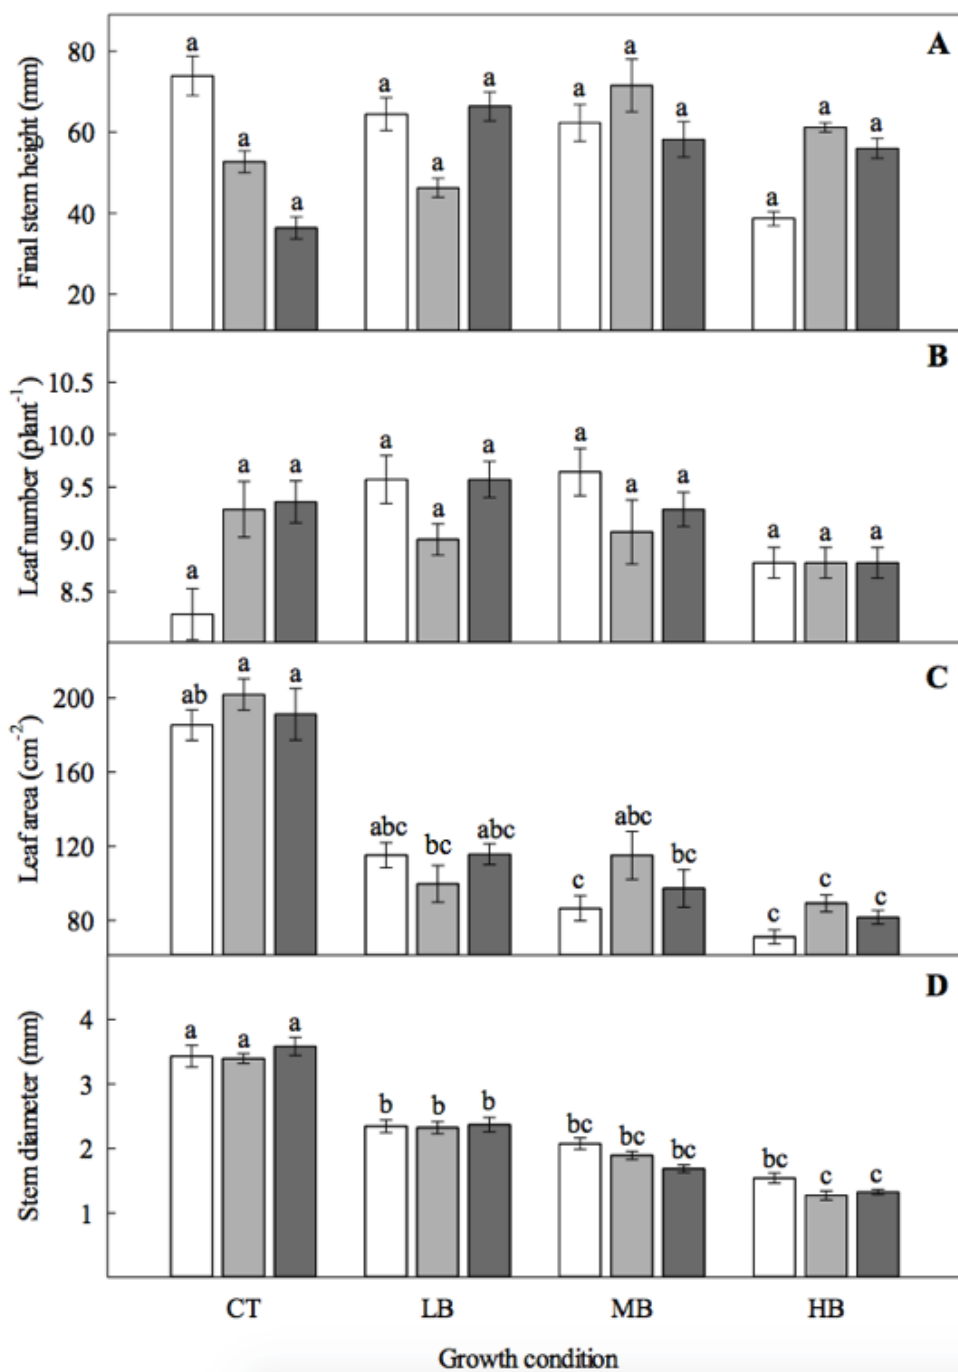 A
Final stem height (mm)
80
60
40
20
a a a a a a a a a a a a
B
Leaf number (plant⁻¹)
10.5
10.0
9.5
9.0
8.5
a a a a a a a a a a a a
C
Leaf area (cm⁻²)
200
160
120
80
ab a a abc bc abc c abc bc c c c
D
Stem diameter (mm)
4
3
2
1
a a a b b b bc bc bc bc c c
CT LB MB HB
Growth condition